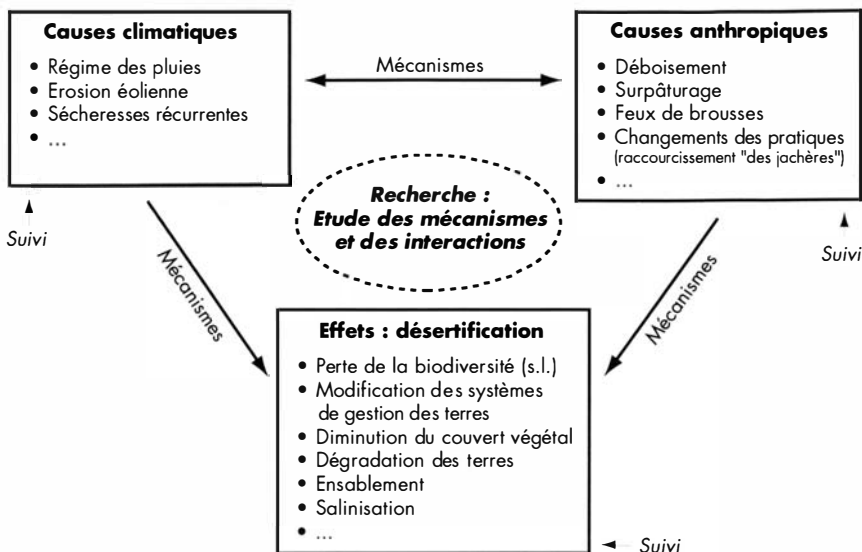 Causes climatiques
• Régime des pluies
• Erosion éolienne
• Sécheresses récurrentes
• ...
Mécanismes
Causes anthropiques
• Déboisement
• Surpâturage
• Feux de brousses
• Changements des pratiques
(raccourcissement "des jachères")
• ...
Recherche :
Etude des mécanismes
et des interactions
Suivi
Suivi
Mécanismes
Mécanismes
Effets : désertification
• Perte de la biodiversité (s.l.)
• Modification des systèmes
de gestion des terres
• Diminution du couvert végétal
• Dégradation des terres
• Ensablement
• Salinisation
• ...
Suivi